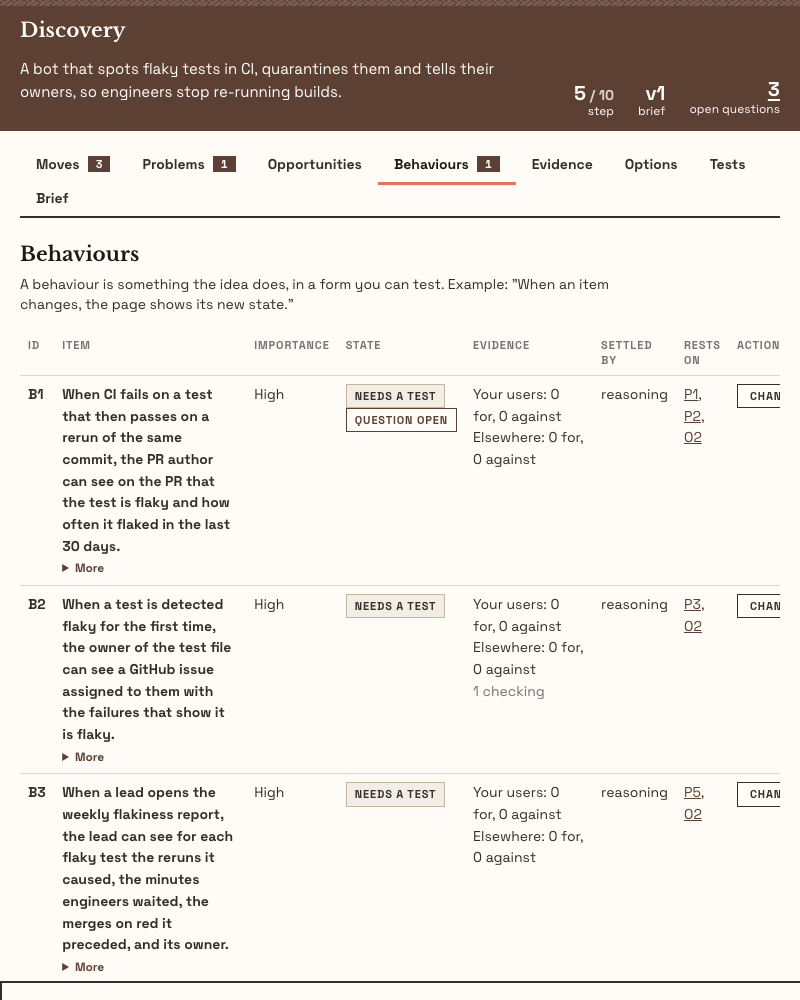 Discovery
A bot that spots flaky tests in CI, quarantines them and tells their
owners, so engineers stop re-running builds.
5 / 10
step
v1
brief
3
open questions
Moves 3
Problems 1
Opportunities
Behaviours 1
Evidence
Options
Tests
Brief
Behaviours
A behaviour is something the idea does, in a form you can test. Example: "When an item
changes, the page shows its new state."
ID ITEM IMPORTANCE STATE EVIDENCE SETTLED BY RESTS ON ACTION
B1
When CI fails on a test
that then passes on a
rerun of the same
commit, the PR author
can see on the PR that
the test is flaky and how
often it flaked in the last
30 days.
More
High
NEEDS A TEST
QUESTION OPEN
Your users: 0
for, 0 against
Elsewhere: 0 for,
0 against
reasoning
P1,
P2,
O2
CHAN
B2
When a test is detected
flaky for the first time,
the owner of the test file
can see a GitHub issue
assigned to them with
the failures that show it
is flaky.
More
High
NEEDS A TEST
Your users: 0
for, 0 against
Elsewhere: 0 for,
0 against
1 checking
reasoning
P3,
O2
CHAN
B3
When a lead opens the
weekly flakiness report,
the lead can see for each
flaky test the reruns it
caused, the minutes
engineers waited, the
merges on red it
preceded, and its owner.
More
High
NEEDS A TEST
Your users: 0
for, 0 against
Elsewhere: 0 for,
0 against
reasoning
P5,
O2
CHAN